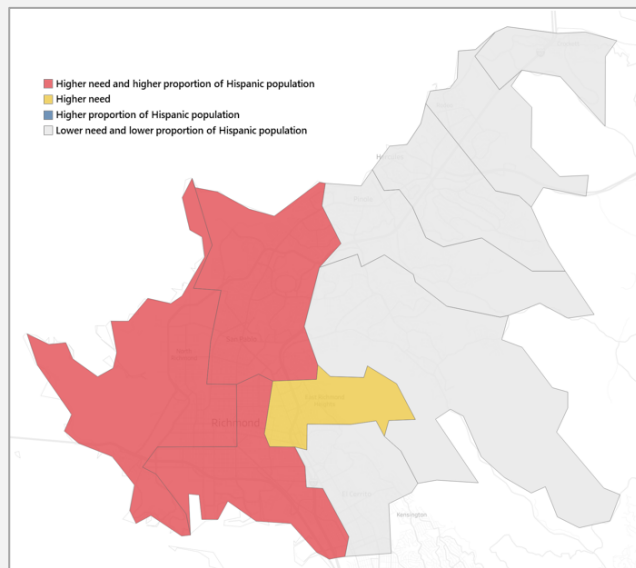 Higher need and higher proportion of Hispanic population
Higher need
Higher proportion of Hispanic population
Lower need and lower proportion of Hispanic population
Richmond
Kensington